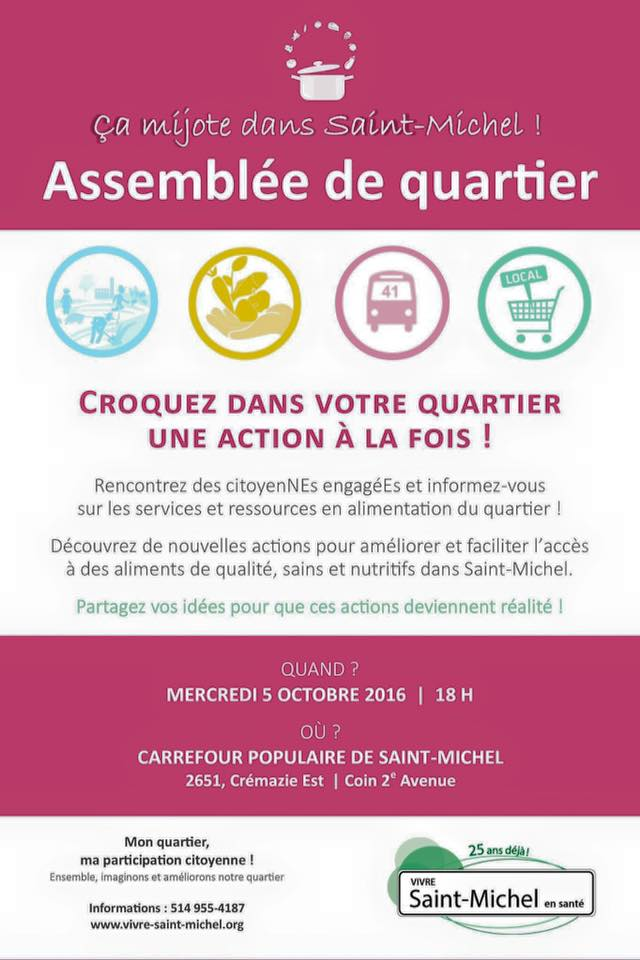 Ça mijote dans Saint-Michel !
Assemblée de quartier
41
LOCAL
CROQUEZ DANS VOTRE QUARTIER
UNE ACTION À LA FOIS !
Rencontrez des citoyenNEs engagéEs et informez-vous
sur les services et ressources en alimentation du quartier !
Découvrez de nouvelles actions pour améliorer et faciliter l'accès
à des aliments de qualité, sains et nutritifs dans Saint-Michel.
Partagez vos idées pour que ces actions deviennent réalité !
QUAND ?
MERCREDI 5 OCTOBRE 2016 | 18 H
OÙ ?
CARREFOUR POPULAIRE DE SAINT-MICHEL
2651, Crémazie Est | Coin 2e Avenue
Mon quartier,
ma participation citoyenne !
Ensemble, imaginons et améliorons notre quartier
Informations : 514 955-4187
www.vivre-saint-michel.org
25 ans déjà !
VIVRE
Saint-Michel en santé